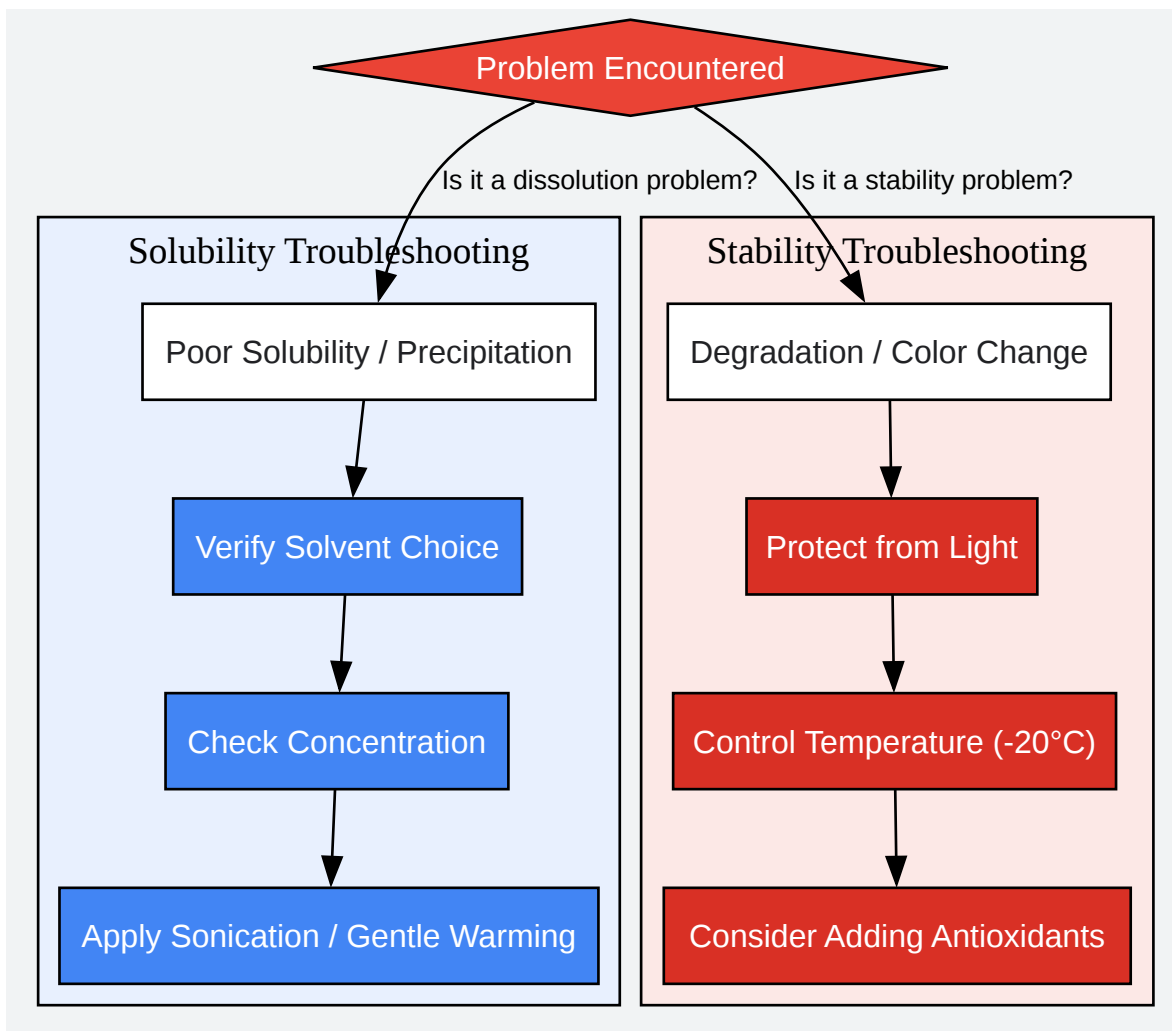 Problem Encountered
Is it a dissolution problem?
Is it a stability problem?
Solubility Troubleshooting
Poor Solubility / Precipitation
Verify Solvent Choice
Check Concentration
Apply Sonication / Gentle Warming
Stability Troubleshooting
Degradation / Color Change
Protect from Light
Control Temperature (-20°C)
Consider Adding Antioxidants